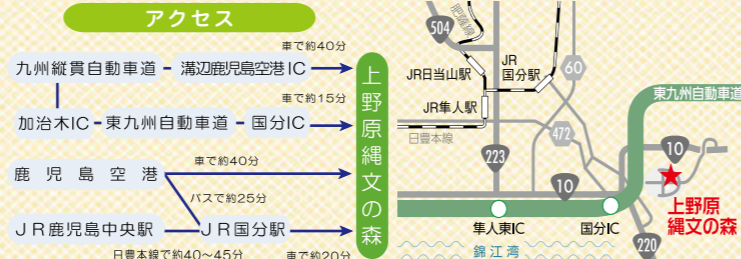 アクセス
車で約40分
九州縦貫自動車道
溝辺鹿児島空港IC
車で約15分
加治木IC
東九州自動車道
国分IC
車で約40分
鹿児島空港
バスで約25分
JR鹿児島中央駅
JR国分駅
日豊本線で約40～45分
車で約20分
上野原縄文の森
504
肥薩線
JR日当山駅
JR
国分駅
60
東九州自動車道
JR隼人駅
日豊本線
472
223
10
10
上野原
縄文の森
隼人東IC
国分IC
錦江湾
220